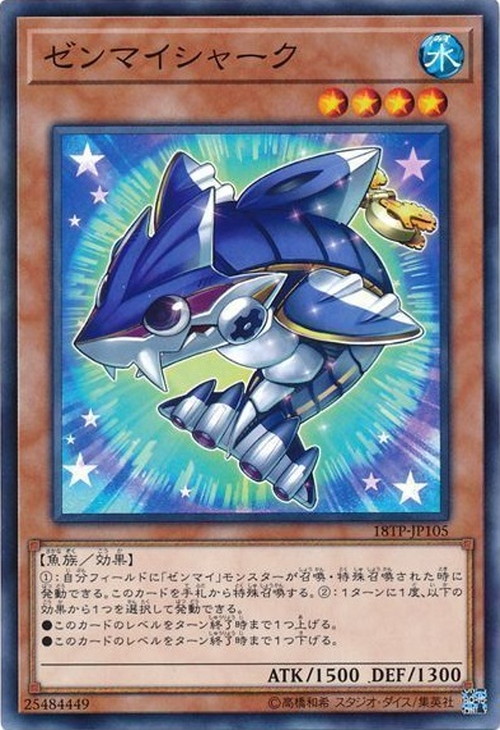 ゼンマイシャーク
水
18TP-JP105
【魚族／効果】
①：自分フィールドに「ゼンマイ」モンスターが召喚・特殊召喚された時に
発動できる。このカードを手札から特殊召喚する。②：１ターンに１度、以下の
効果から１つを選択して発動できる。
●このカードのレベルをターン終了時まで１つ上げる。
●このカードのレベルをターン終了時まで１つ下げる。
ATK/1500 DEF/1300
25484449
©高橋和希 スタジオ・ダイス/集英社